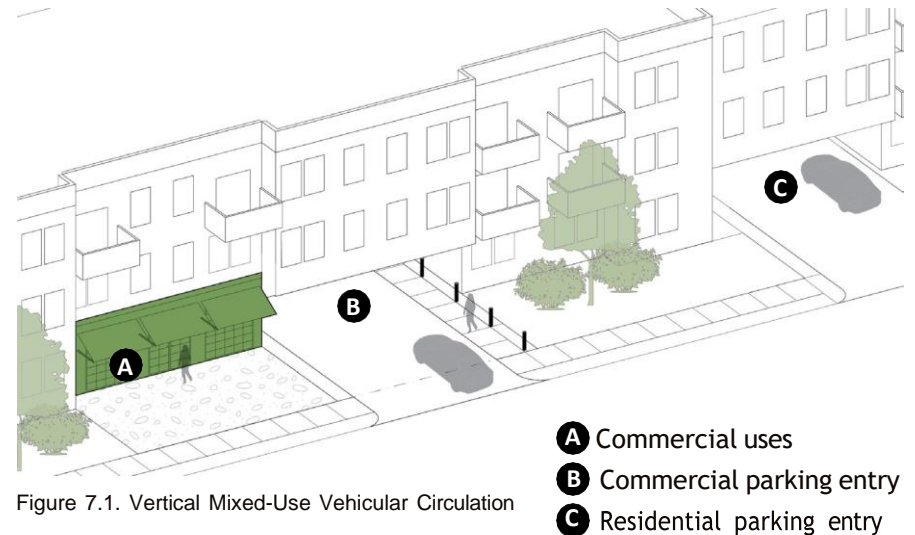 C
B
A
A Commercial uses
B Commercial parking entry
C Residential parking entry
Figure 7.1. Vertical Mixed-Use Vehicular Circulation